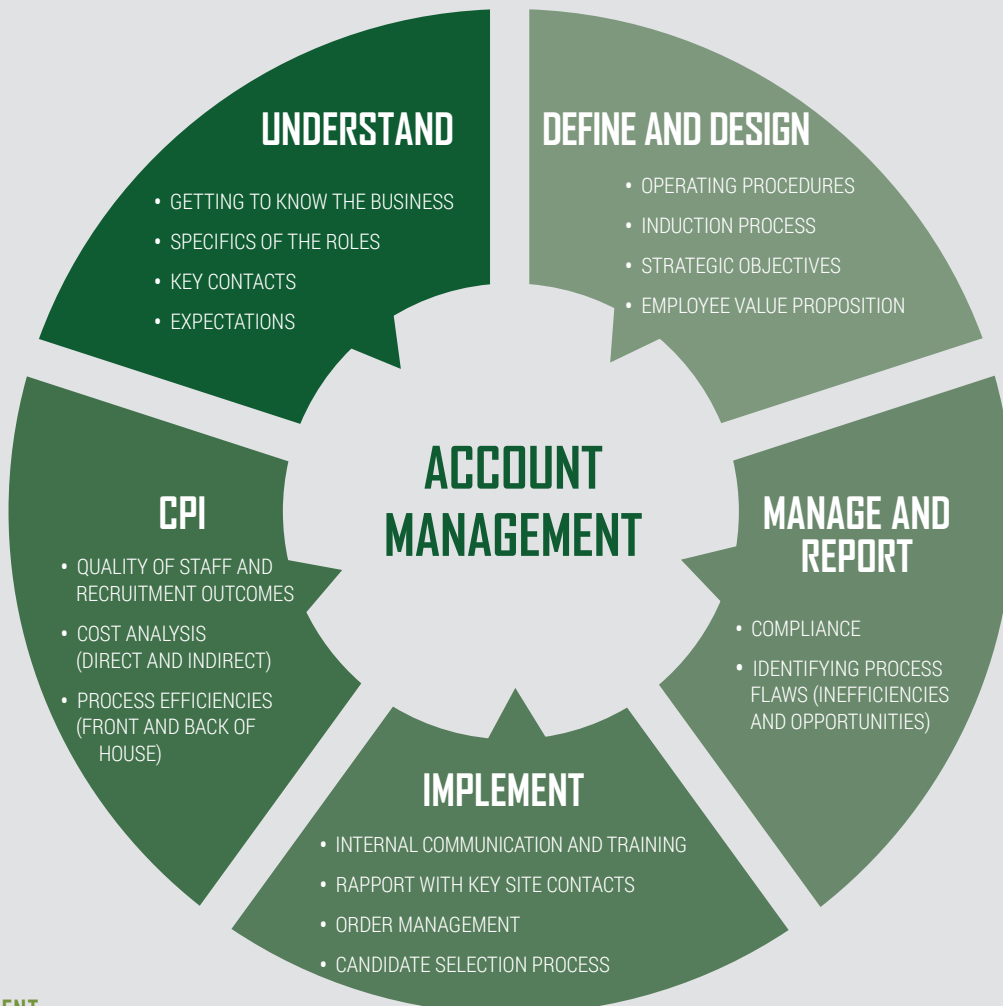 UNDERSTAND
• GETTING TO KNOW THE BUSINESS
• SPECIFICS OF THE ROLES
• KEY CONTACTS
• EXPECTATIONS
DEFINE AND DESIGN
• OPERATING PROCEDURES
• INDUCTION PROCESS
• STRATEGIC OBJECTIVES
• EMPLOYEE VALUE PROPOSITION
ACCOUNT
MANAGEMENT
CPI
• QUALITY OF STAFF AND
RECRUITMENT OUTCOMES
• COST ANALYSIS
(DIRECT AND INDIRECT)
• PROCESS EFFICIENCIES
(FRONT AND BACK OF
HOUSE)
MANAGE AND
REPORT
• COMPLIANCE
• IDENTIFYING PROCESS
FLAWS (INEFFICIENCIES
AND OPPORTUNITIES)
IMPLEMENT
• INTERNAL COMMUNICATION AND TRAINING
• RAPPORT WITH KEY SITE CONTACTS
• ORDER MANAGEMENT
• CANDIDATE SELECTION PROCESS